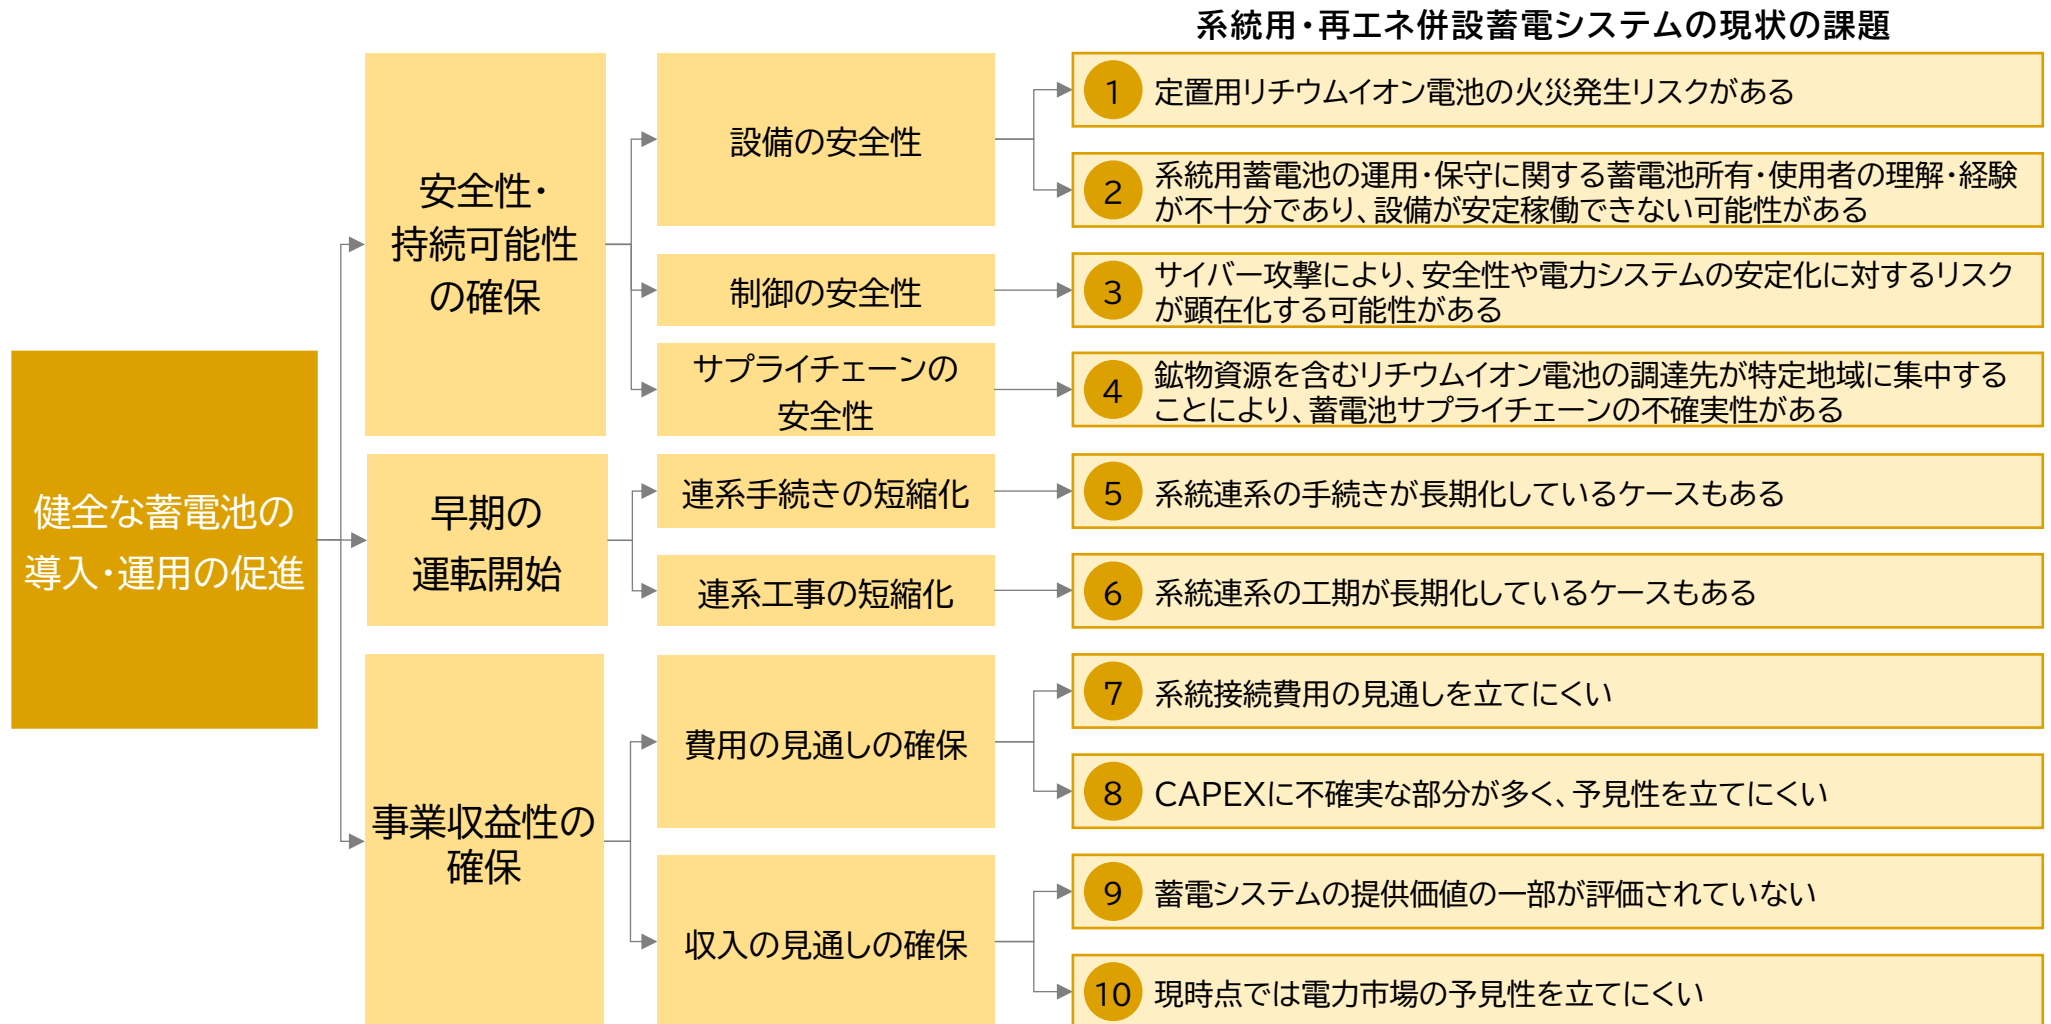 系統用・再エネ併設蓄電システムの現状の課題
健全な蓄電池の
導入・運用の促進
安全性・
持続可能性
の確保
設備の安全性
1 定置用リチウムイオン電池の火災発生リスクがある
2 系統用蓄電池の運用・保守に関する蓄電池所有・使用者の理解・経験
が不十分であり、設備が安定稼働できない可能性がある
制御の安全性
3 サイバー攻撃により、安全性や電力システムの安定化に対するリスク
が顕在化する可能性がある
サプライチェーンの
安全性
4 鉱物資源を含むリチウムイオン電池の調達先が特定地域に集中する
ことにより、蓄電池サプライチェーンの不確実性がある
早期の
運転開始
連系手続きの短縮化
5 系統連系の手続きが長期化しているケースもある
連系工事の短縮化
6 系統連系の工期が長期化しているケースもある
事業収益性の
確保
費用の見通しの確保
7 系統接続費用の見通しを立てにくい
8 CAPEXに不確実な部分が多く、予見性を立てにくい
収入の見通しの確保
9 蓄電システムの提供価値の一部が評価されていない
10 現時点では電力市場の予見性を立てにくい